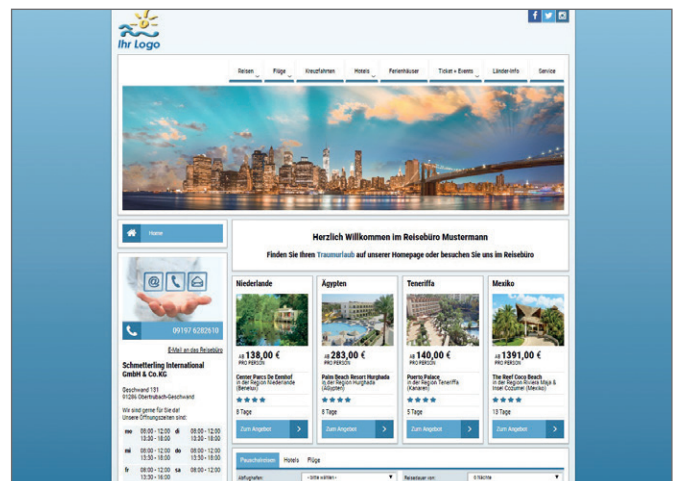 Ihr Logo
Reisen Flüge Kreuzfahrten Hotels Ferienhäuser Ticket + Events Länder-Info Service
Home
Herzlich Willkommen im Reisebüro Mustermann
Finden Sie Ihren Traumurlaub auf unserer Homepage oder besuchen Sie uns im Reisebüro
09197 6282610
E-Mail an das Reisebüro
Schmetterling International
GmbH & Co.KG
Geschwand 131
91286 Obertrubach-Geschwand
Wir sind gerne für Sie da!
Unsere Öffnungszeiten sind:
mo 08:00 - 12:00 di 08:00 - 12:00
13:30 - 18:00 13:30 - 18:00
mi 08:00 - 12:00 do 08:00 - 12:00
13:30 - 18:00 13:30 - 18:00
fr 08:00 - 12:00 sa 08:00 - 12:00
13:30 - 18:00
Niederlande
AB 138,00 €
PRO PERSON
Center Parcs De Eemhof
in der Region Niederlande
(Benelux)
8 Tage
Zum Angebot
Ägypten
AB 283,00 €
PRO PERSON
Palm Beach Resort Hurghada
in der Region Hurghada
(Ägypten)
8 Tage
Zum Angebot
Teneriffa
AB 140,00 €
PRO PERSON
Puerto Palace
in der Region Teneriffa
(Kanaren)
5 Tage
Zum Angebot
Mexiko
AB 1391,00 €
PRO PERSON
The Reef Coco Beach
in der Region Riviera Maya &
Insel Cozumel (Mexiko)
13 Tage
Zum Angebot
Pauschalreisen Hotels Flüge
Abflughafen: - bitte wählen - Reisedauer von: 6 Nächte